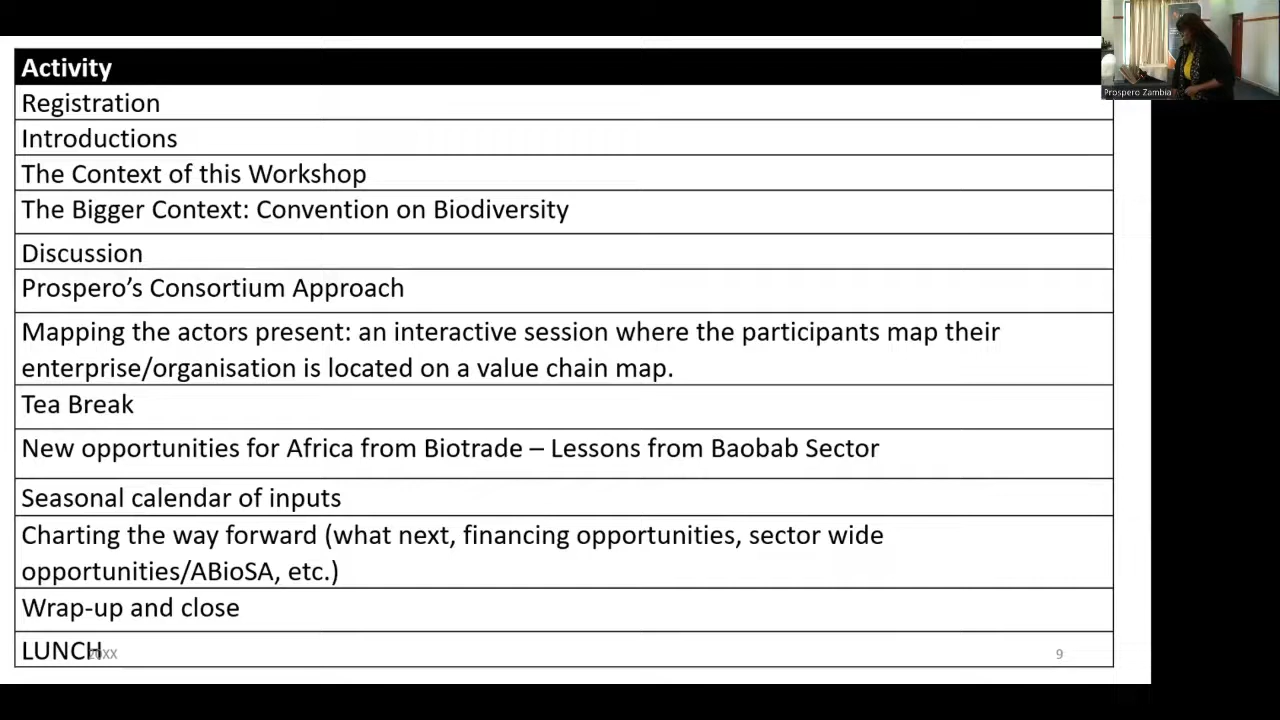 Activity
Registration
Introductions
The Context of this Workshop
The Bigger Context: Convention on Biodiversity
Discussion
Prospero’s Consortium Approach
Mapping the actors present: an interactive session where the participants map their
enterprise/organisation is located on a value chain map.
Tea Break
New opportunities for Africa from Biotrade – Lessons from Baobab Sector
Seasonal calendar of inputs
Charting the way forward (what next, financing opportunities, sector wide
opportunities/ABioSA, etc.)
Wrap-up and close
LUNCH
20XX
9
Prospero Zambia